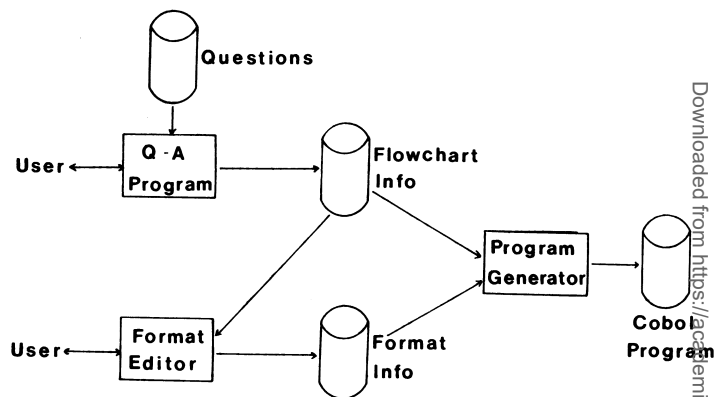 Questions
User
Q-A
Program
Flowchart
Info
Program
Generator
Cobol
Program
User
Format
Editor
Format
Info
Downloaded from https://academi